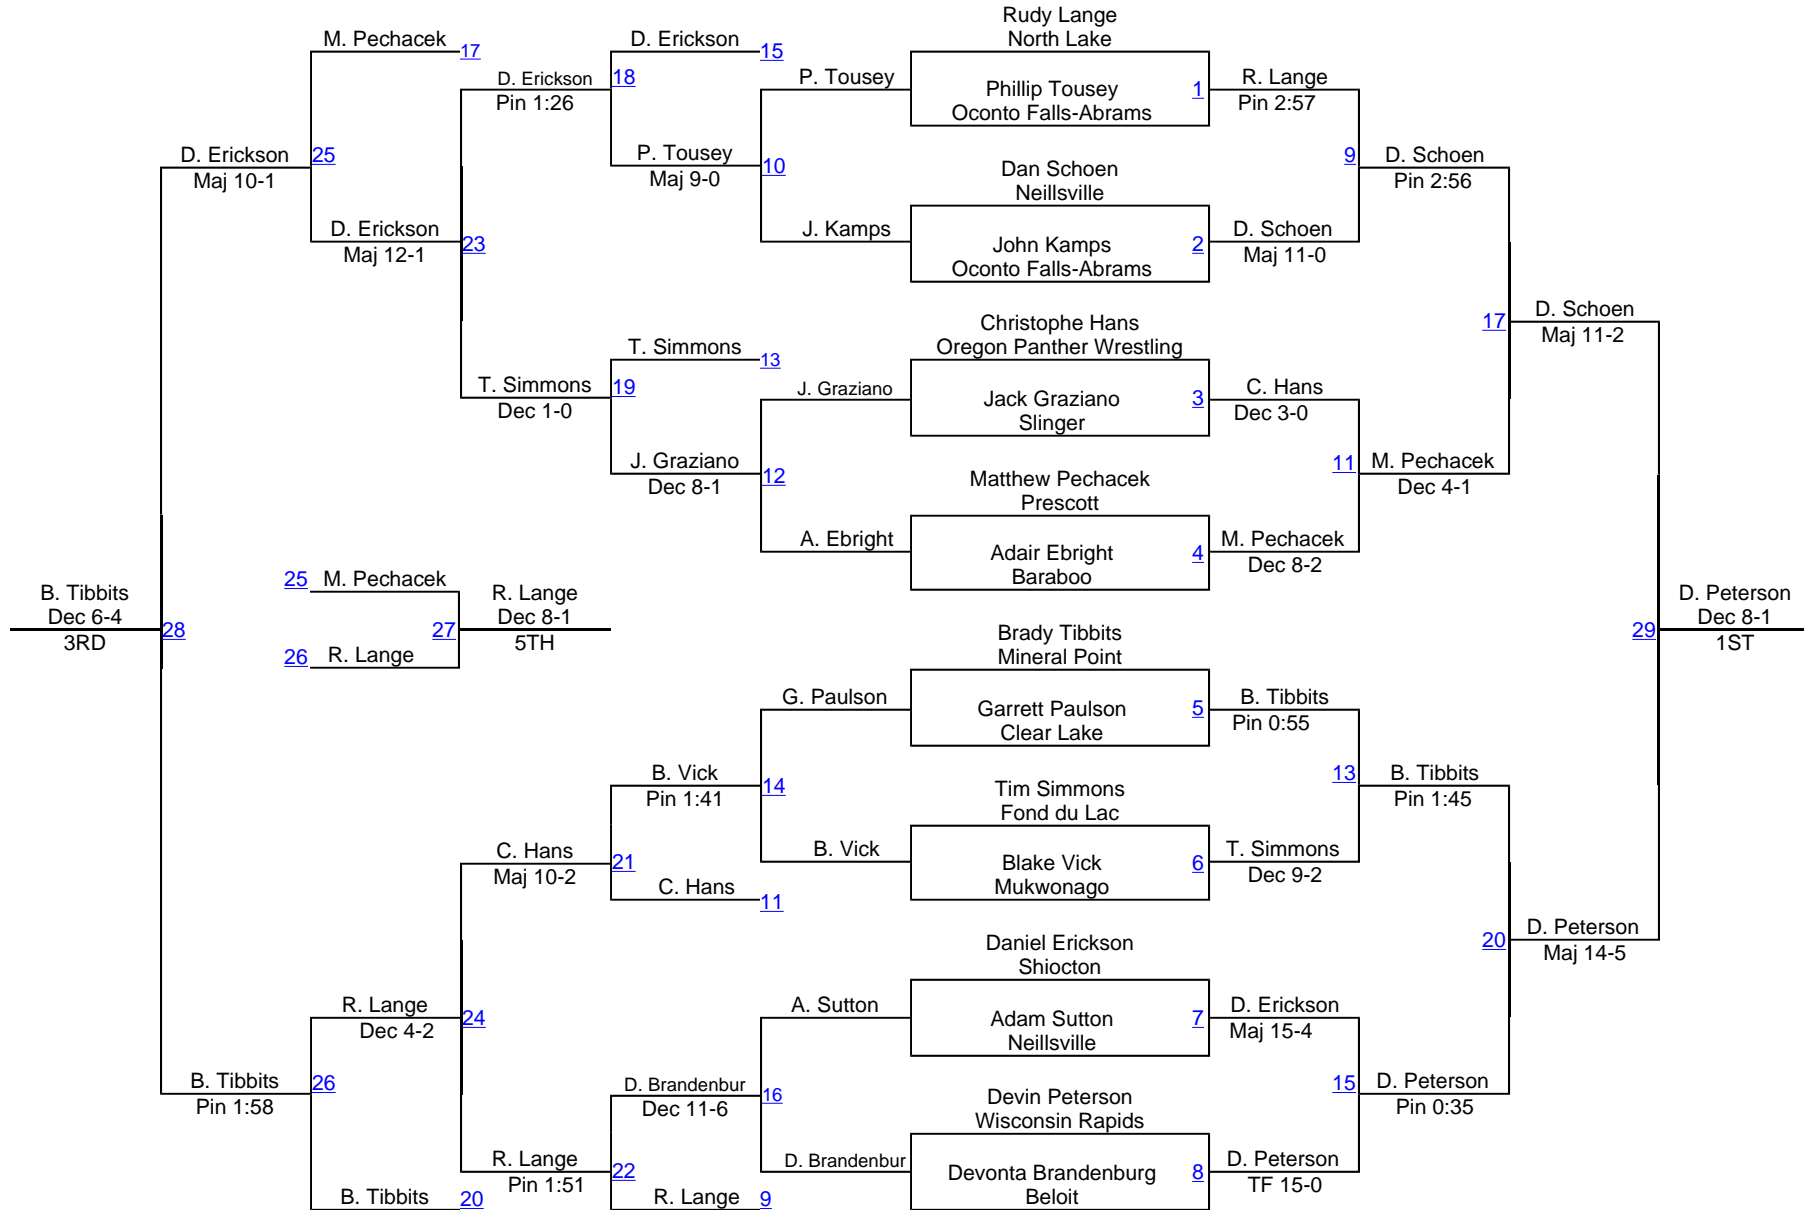 Rudy Lange
North Lake
M. Pechacek
17
D. Erickson
15
D. Erickson
Pin 1:26
18
P. Tousey
Phillip Tousey
Oconto Falls-Abrams
1
R. Lange
Pin 2:57
D. Erickson
Maj 10-1
25
P. Tousey
Maj 9-0
10
Dan Schoen
Neillsville
9
D. Schoen
Pin 2:56
D. Erickson
Maj 12-1
23
J. Kamps
John Kamps
Oconto Falls-Abrams
2
D. Schoen
Maj 11-0
Christophe Hans
Oregon Panther Wrestling
17
D. Schoen
Maj 11-2
T. Simmons
13
T. Simmons
Dec 1-0
19
J. Graziano
Jack Graziano
Slinger
3
C. Hans
Dec 3-0
J. Graziano
Dec 8-1
12
Matthew Pechacek
Prescott
11
M. Pechacek
Dec 4-1
A. Ebright
Adair Ebright
Baraboo
4
M. Pechacek
Dec 8-2
B. Tibbits
Dec 6-4
3RD
28
25
M. Pechacek
26
R. Lange
27
R. Lange
Dec 8-1
5TH
Brady Tibbits
Mineral Point
29
D. Peterson
Dec 8-1
1ST
G. Paulson
Garrett Paulson
Clear Lake
5
B. Tibbits
Pin 0:55
B. Vick
Pin 1:41
14
Tim Simmons
Fond du Lac
13
B. Tibbits
Pin 1:45
C. Hans
Maj 10-2
21
B. Vick
Blake Vick
Mukwonago
6
T. Simmons
Dec 9-2
C. Hans
11
Daniel Erickson
Shiocton
20
D. Peterson
Maj 14-5
R. Lange
Dec 4-2
24
A. Sutton
Adam Sutton
Neillsville
7
D. Erickson
Maj 15-4
B. Tibbits
Pin 1:58
26
D. Brandenbur
Dec 11-6
16
Devin Peterson
Wisconsin Rapids
15
D. Peterson
Pin 0:35
R. Lange
Pin 1:51
22
D. Brandenbur
Devonta Brandenburg
Beloit
8
D. Peterson
TF 15-0
B. Tibbits
20
R. Lange
9